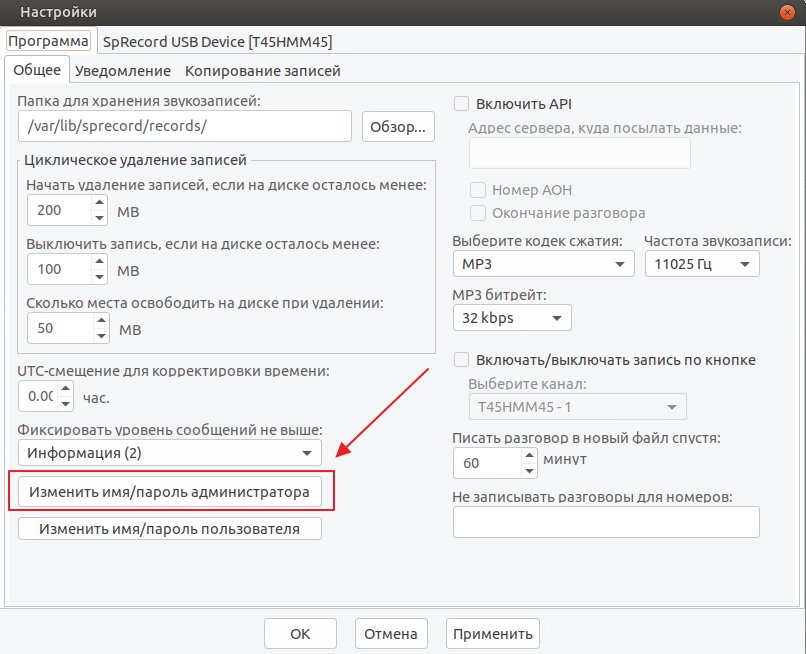 Настройки
Программа
SpRecord USB Device [T45HMM45]
Общее
Уведомление
Копирование записей
Папка для хранения звукозаписей:
/var/lib/sprecord/records/
Обзор...
Циклическое удаление записей
Начать удаление записей, если на диске осталось менее:
200
MB
Выключить запись, если на диске осталось менее:
100
MB
Сколько места освободить на диске при удалении:
50
MB
UTC-смещение для корректировки времени:
час.
Фиксировать уровень сообщений не выше:
Информация (2)
Изменить имя/пароль администратора
Изменить имя/пароль пользователя
Включить API
Адрес сервера, куда посылать данные:
Номер АОН
Окончание разговора
Выберите кодек сжатия:
Частота звукозаписи:
MP3
11025 Гц
MP3 битрейт:
32 kbps
Включать/выключать запись по кнопке
Выберите канал:
T45HMM45 - 1
Писать разговор в новый файл спустя:
60
минут
Не записывать разговоры для номеров:
OK
Отмена
Применить